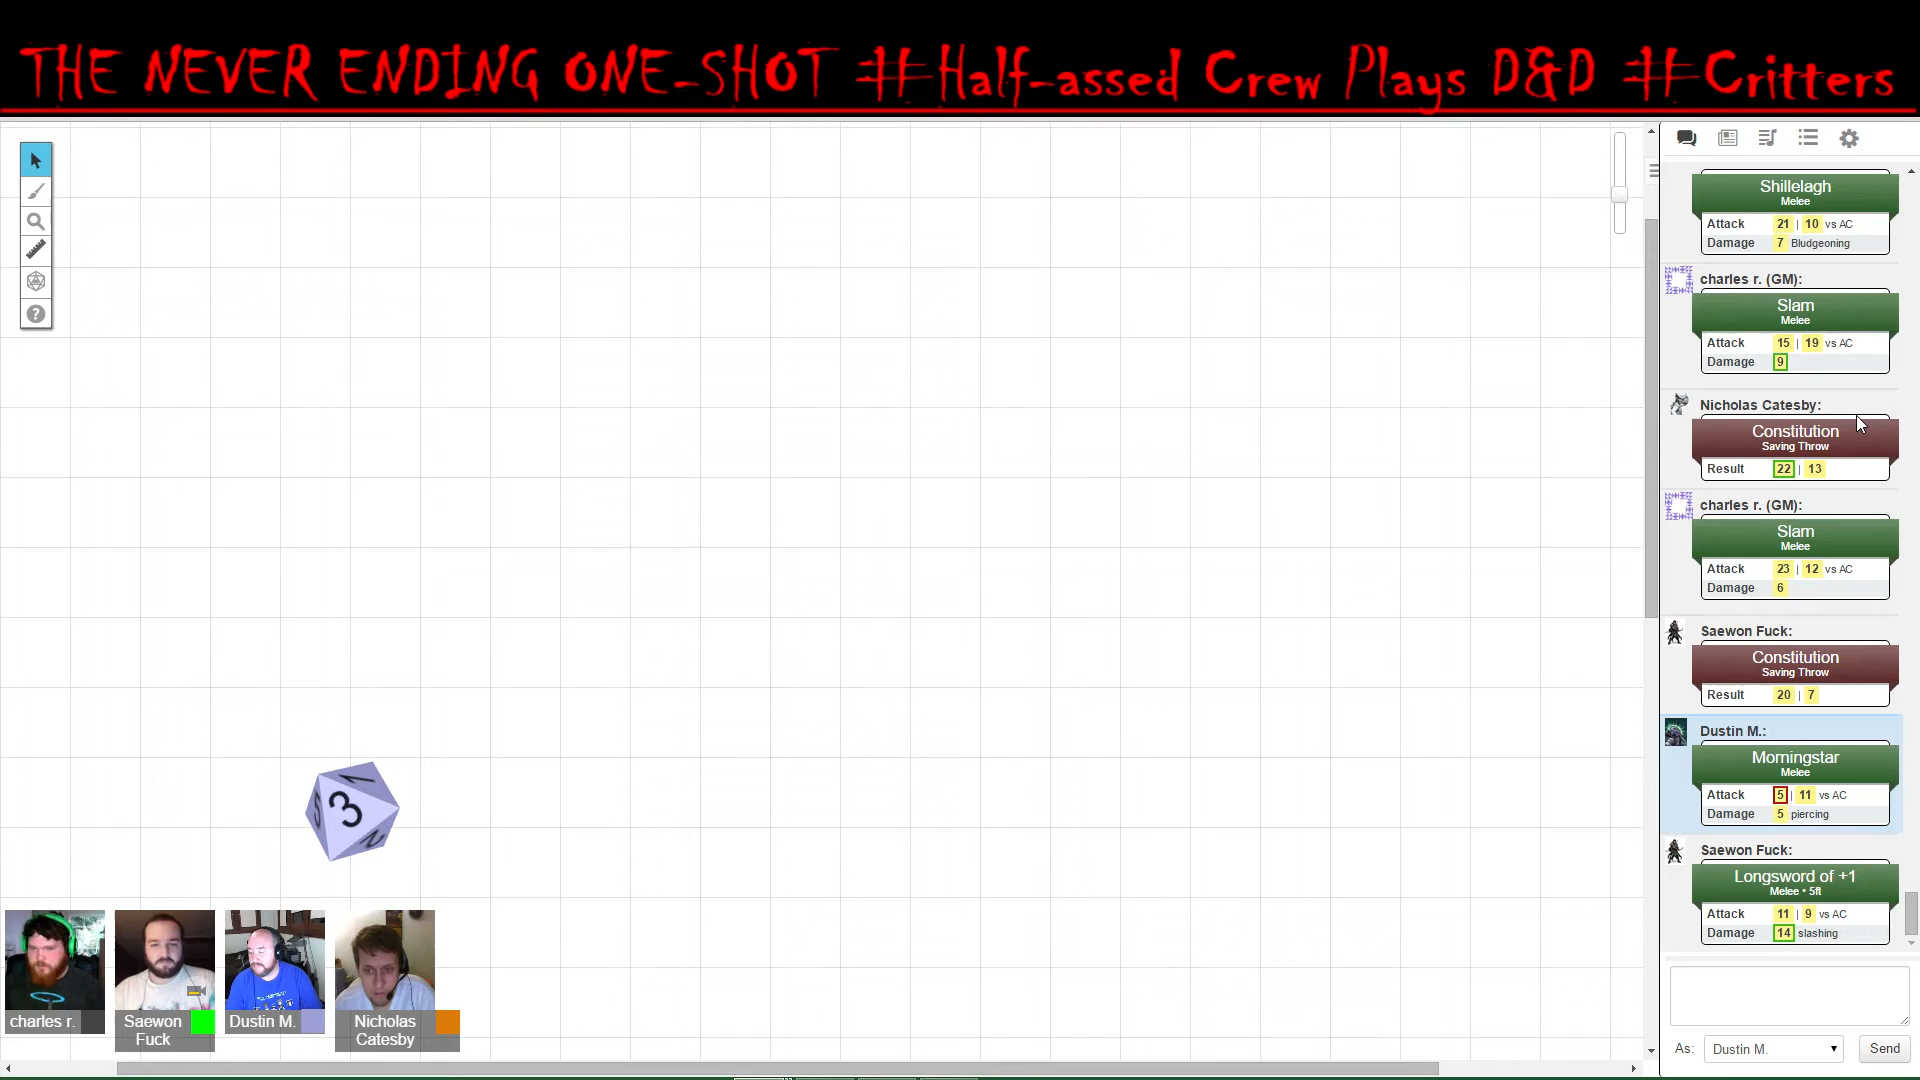 THE NEVER ENDING ONE-SHOT #Half-assed Crew Plays D&D #Critters
Shillelagh
Melee
Attack 21 | 10 vs AC
Damage 7 Bludgeoning
charles r. (GM):
Slam
Melee
Attack 15 | 19 vs AC
Damage 9
Nicholas Catesby:
Constitution
Saving Throw
Result 22 | 13
charles r. (GM):
Slam
Melee
Attack 23 | 12 vs AC
Damage 6
Saewon Fuck:
Constitution
Saving Throw
Result 20 | 7
Dustin M.:
Morningstar
Melee
Attack 5 | 11 vs AC
Damage 5 piercing
Saewon Fuck:
Longsword of +1
Melee • 5ft
Attack 11 | 9 vs AC
Damage 14 slashing
As: Dustin M. Send
1
5 3
2
charles r.
Saewon
Fuck
Dustin M.
Nicholas
Catesby